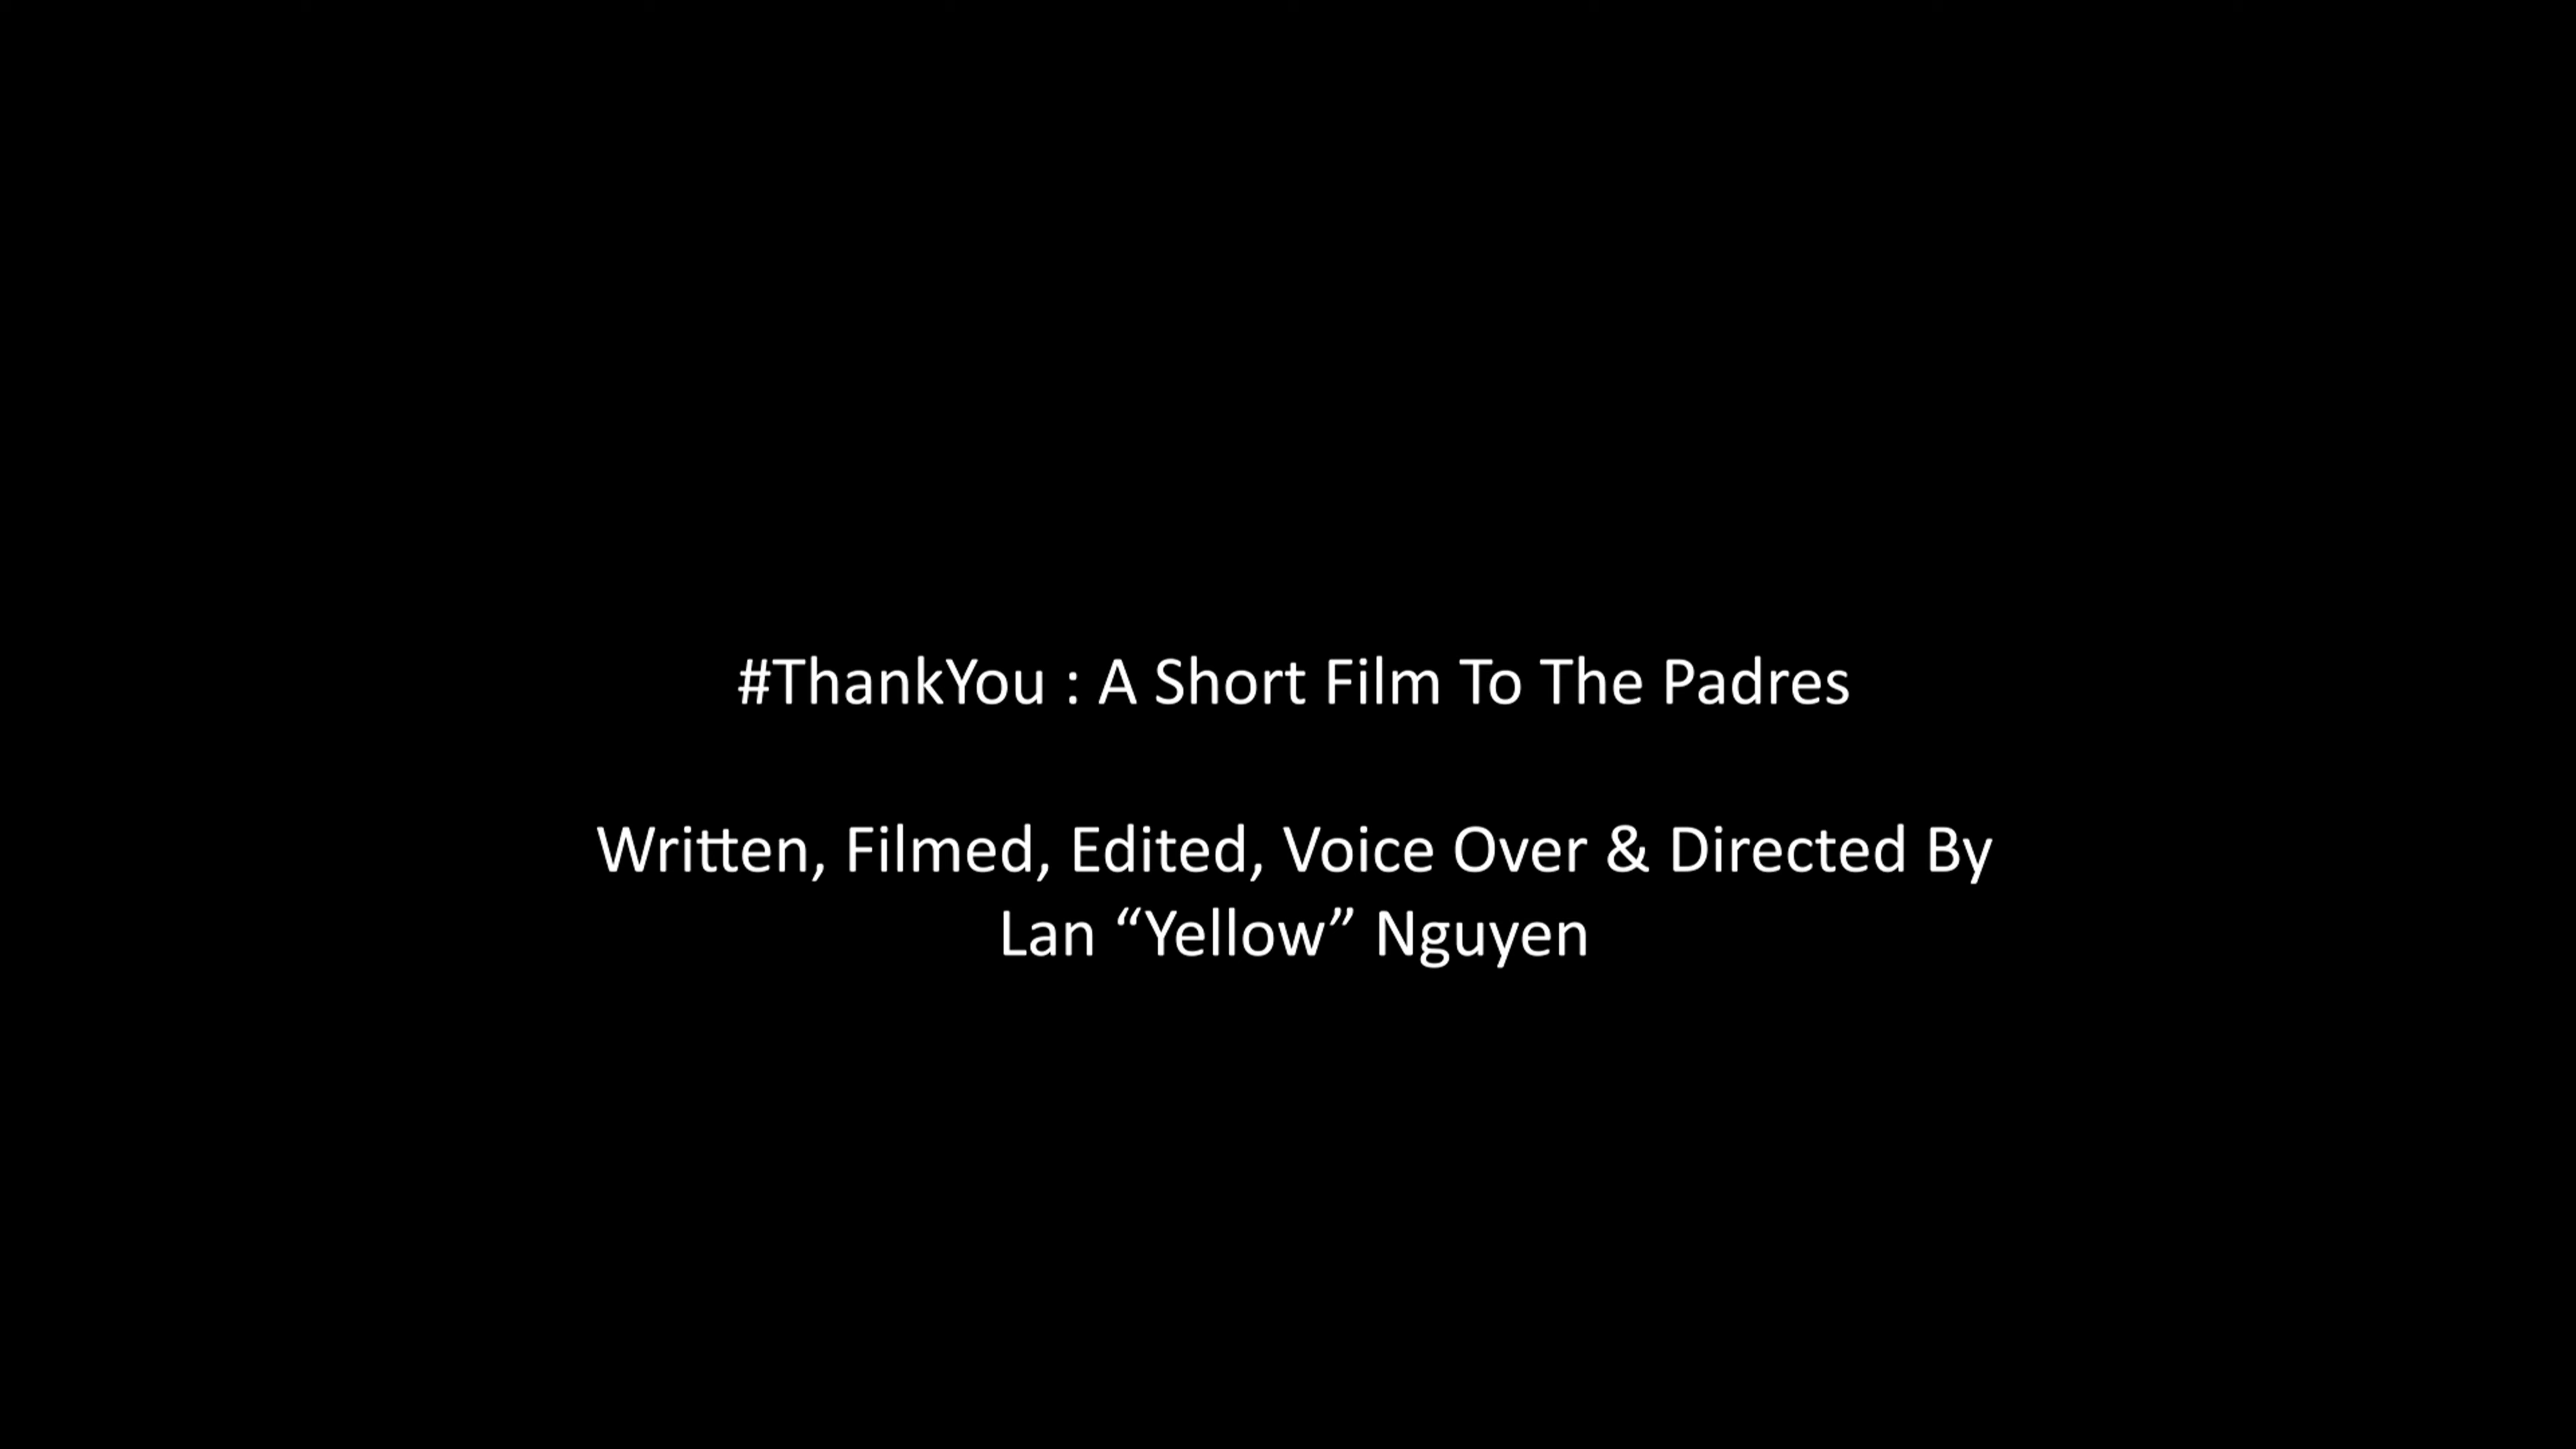 #ThankYou : A Short Film To The Padres
Written, Filmed, Edited, Voice Over & Directed By
Lan “Yellow” Nguyen